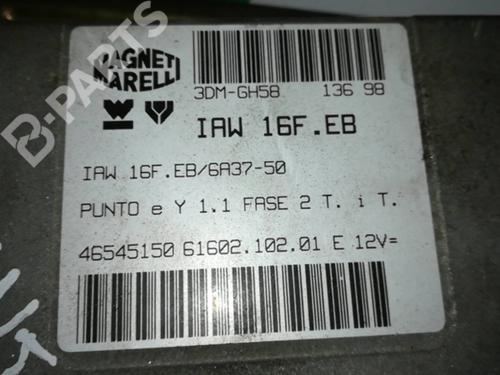 MAGNETI
MARELLI
3DM-GH58 136 98
IAW 16F.EB
IAW 16F.EB/6A37-50
PUNTO e Y 1.1 FASE 2 T. i T.
46545150 61602.102.01 E 12V=
B-PARTS